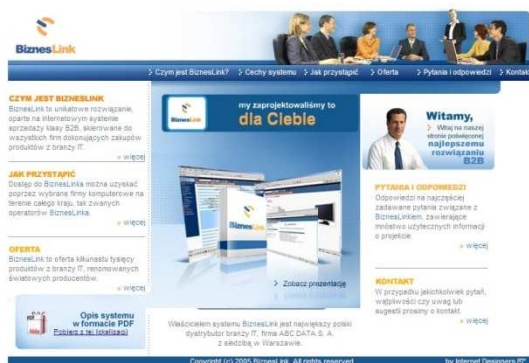 BiznesLink
Czym jest BiznesLink?
Cechy systemu
Jak przystąpić
Oferta
Pytania i odpowiedzi
Kontakt
CZYM JEST BIZNESLINK
BiznesLink to unikatowe rozwiązanie,
oparte na internetowym systemie
sprzedaży klasy B2B, skierowane do
wszystkich firm dokonujących zakupów
produktów z branży IT.
» więcej
JAK PRZYSTĄPIĆ
Dostęp do BiznesLinka można uzyskać
poprzez wybrane firmy komputerowe na
terenie całego kraju, tak zwanych
operatorów BiznesLinka.
» więcej
OFERTA
BiznesLink to oferta kilkunastu tysięcy
produktów z branży IT, renomowanych
światowych producentów.
» więcej
PDF
Opis systemu
w formacie PDF
Pobierz z tej lokalizacji
BiznesLink
my zaprojektowaliśmy to
dla Ciebie
BiznesLink
Zobacz prezentację
Właścicielem systemu BiznesLink jest największy polski
dystrybutor branży IT, firma ABC DATA S. A.
z siedzibą w Warszawie.
Witamy,
Witaj na naszej
stronie poświęconej
najlepszemu
rozwiązaniu
B2B
PYTANIA I ODPOWIEDZI
Odpowiedzi na najczęściej
zadawane pytania związane z
BiznesLinkiem, zawierające
mnóstwo użytecznych informacji
o projekcie.
» więcej
KONTAKT
W przypadku jakichkolwiek pytań,
wątpliwości czy uwag lub
sugestii prosimy o kontakt.
» więcej
Copyright (c) 2005 BiznesLink. All rights reserved
by Internet Designers